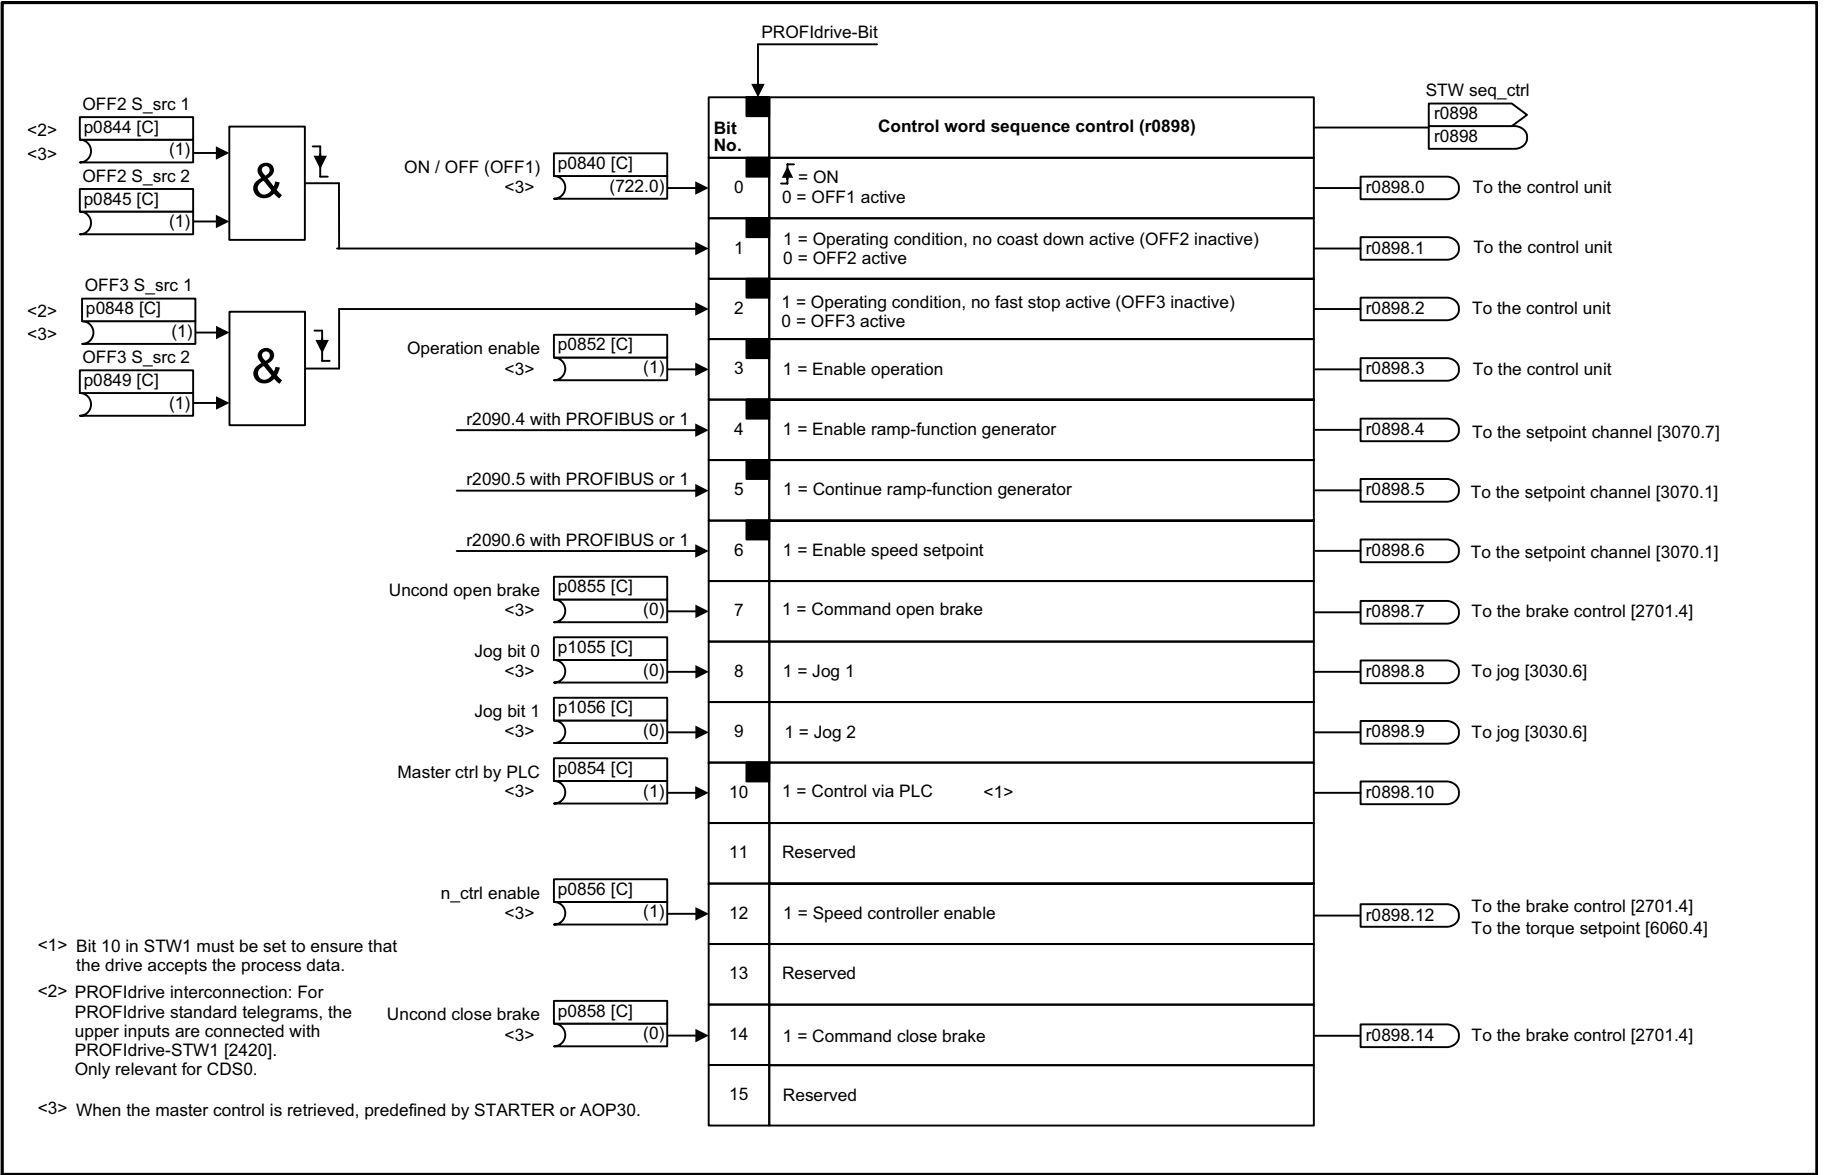 PROFIdrive-Bit
STW seq_ctrl
r0898
r0898
Bit
No.
Control word sequence control (r0898)
OFF2 S_src 1
<2>
p0844 [C]
<3>
(1)
OFF2 S_src 2
p0845 [C]
(1)
&
ON / OFF (OFF1)
<3>
p0840 [C]
(722.0)
0
= ON
0 = OFF1 active
r0898.0
To the control unit
1
1 = Operating condition, no coast down active (OFF2 inactive)
0 = OFF2 active
r0898.1
To the control unit
OFF3 S_src 1
<2>
p0848 [C]
<3>
(1)
OFF3 S_src 2
p0849 [C]
(1)
&
2
1 = Operating condition, no fast stop active (OFF3 inactive)
0 = OFF3 active
r0898.2
To the control unit
Operation enable
<3>
p0852 [C]
(1)
3
1 = Enable operation
r0898.3
To the control unit
r2090.4 with PROFIBUS or 1
4
1 = Enable ramp-function generator
r0898.4
To the setpoint channel [3070.7]
r2090.5 with PROFIBUS or 1
5
1 = Continue ramp-function generator
r0898.5
To the setpoint channel [3070.1]
r2090.6 with PROFIBUS or 1
6
1 = Enable speed setpoint
r0898.6
To the setpoint channel [3070.1]
Uncond open brake
<3>
p0855 [C]
(0)
7
1 = Command open brake
r0898.7
To the brake control [2701.4]
Jog bit 0
<3>
p1055 [C]
(0)
8
1 = Jog 1
r0898.8
To jog [3030.6]
Jog bit 1
<3>
p1056 [C]
(0)
9
1 = Jog 2
r0898.9
To jog [3030.6]
Master ctrl by PLC
<3>
p0854 [C]
(1)
10
1 = Control via PLC <1>
r0898.10
11
Reserved
n_ctrl enable
<3>
p0856 [C]
(1)
12
1 = Speed controller enable
r0898.12
To the brake control [2701.4]
To the torque setpoint [6060.4]
13
Reserved
Uncond close brake
<3>
p0858 [C]
(0)
14
1 = Command close brake
r0898.14
To the brake control [2701.4]
15
Reserved
<1> Bit 10 in STW1 must be set to ensure that
the drive accepts the process data.
<2> PROFIdrive interconnection: For
PROFIdrive standard telegrams, the
upper inputs are connected with
PROFIdrive-STW1 [2420].
Only relevant for CDS0.
<3> When the master control is retrieved, predefined by STARTER or AOP30.